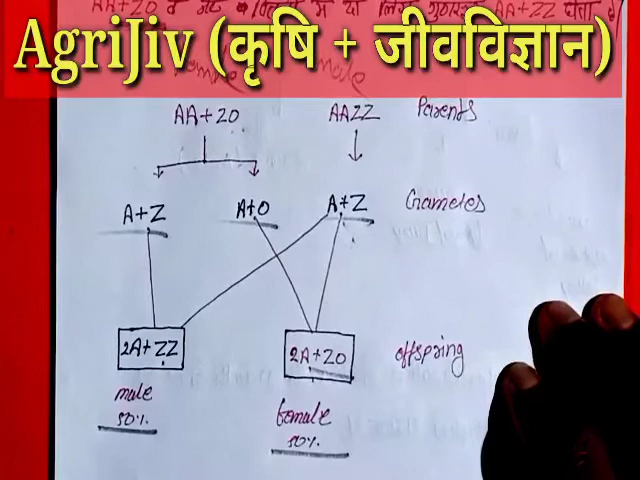 AgriJiv (कृषि + जीवविज्ञान)
AA+ZO AAZZ Parents
A+Z A+O A+Z Gametes
2A+ZZ 2A+ZO offspring
male female
50% 50%